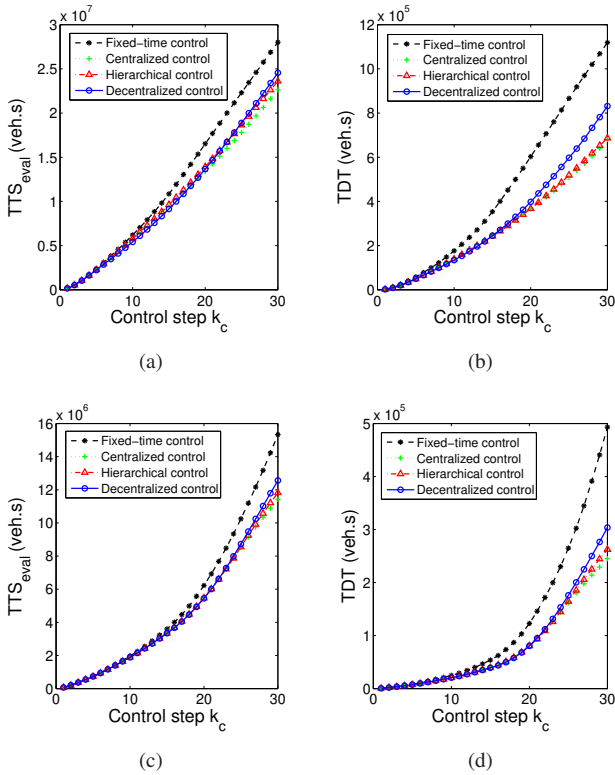 x 10^7
3.5
2.8
2.1
1.4
0.7
0
0 10 20 30
TTS_eval (veh.s)
Control step k_c
Fixed−time control
Centralized control
Hierarchical control
Decentralized control
(a)
x 10^5
12
10
8
6
4
2
0
0 10 20 30
TDT (veh.s)
Control step k_c
Fixed−time control
Centralized control
Hierarchical control
Decentralized control
(b)
x 10^6
16
14
12
10
8
6
4
2
0
0 10 20 30
TTS_eval (veh.s)
Control step k_c
Fixed−time control
Centralized control
Hierarchical control
Decentralized control
(c)
x 10^5
5
4
3
2
1
0
0 10 20 30
TDT (veh.s)
Control step k_c
Fixed−time control
Centralized control
Hierarchical control
Decentralized control
(d)